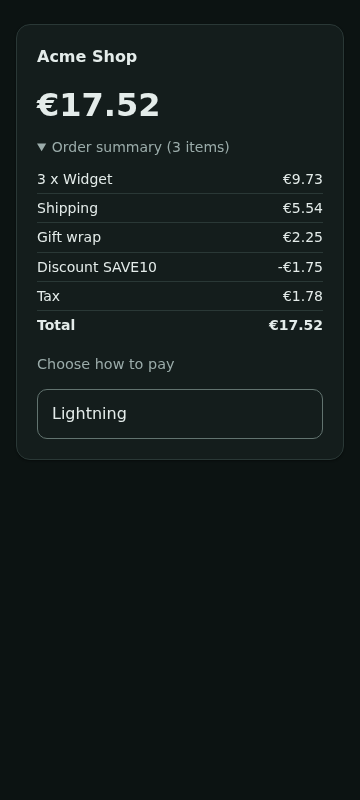 Acme Shop
€17.52
▼ Order summary (3 items)
3 x Widget €9.73
Shipping €5.54
Gift wrap €2.25
Discount SAVE10 -€1.75
Tax €1.78
Total €17.52
Choose how to pay
Lightning